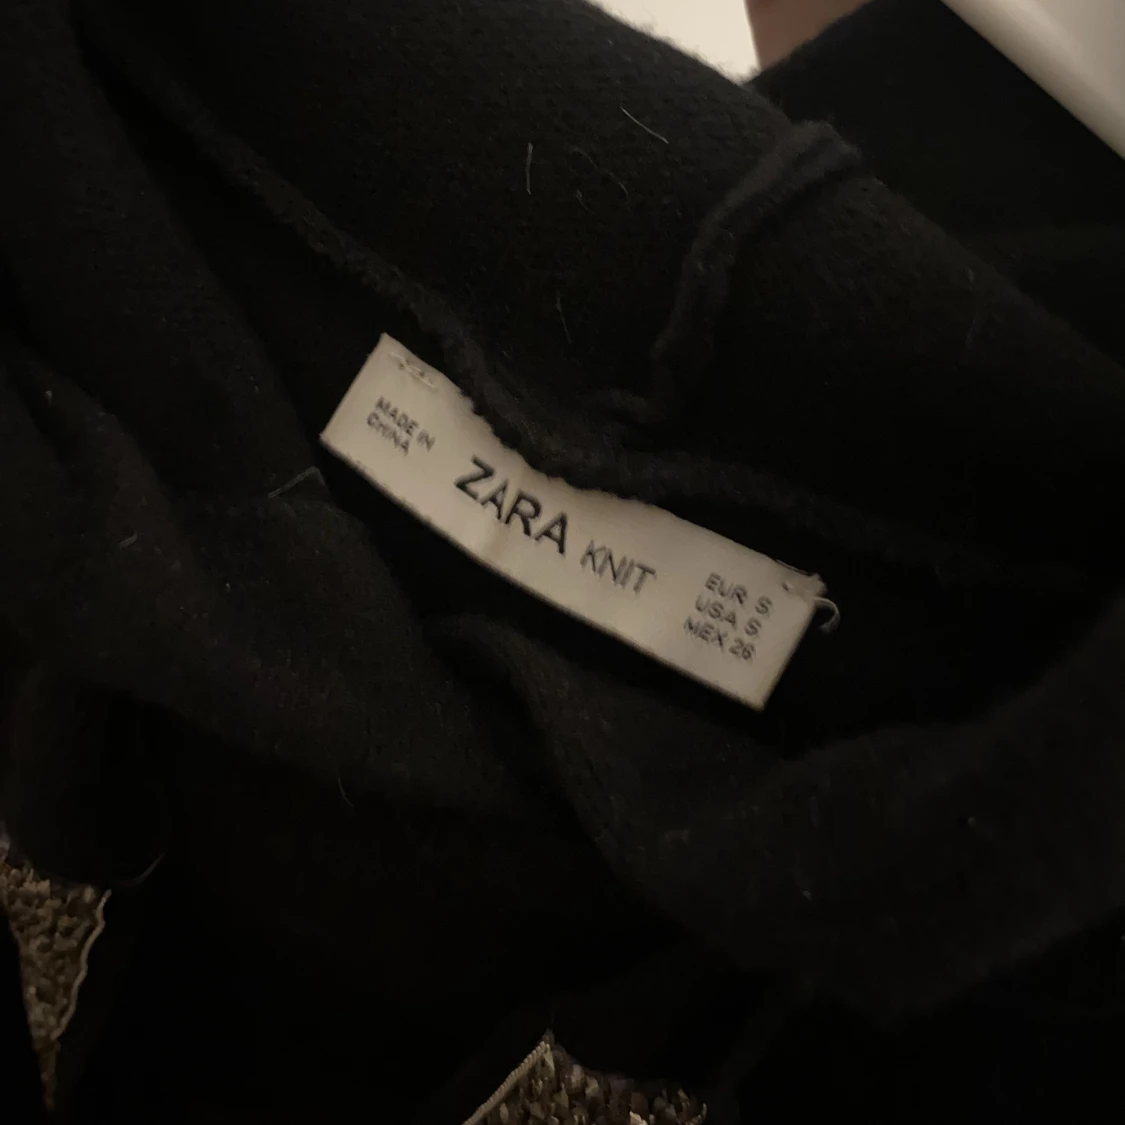 MADE IN
CHINA
ZARA KNIT
EUR S
USA S
MEX 26